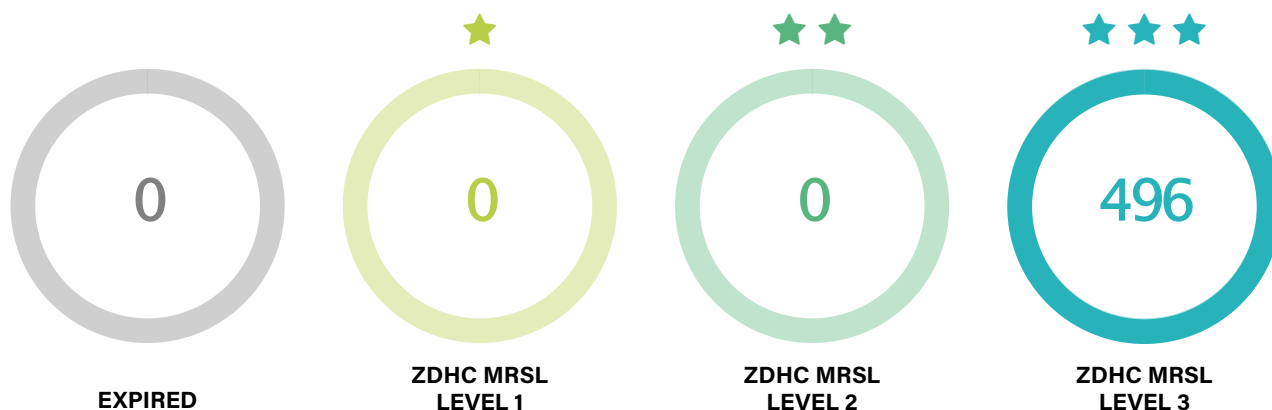 0
0
0
496
EXPIRED
ZDHC MRSL
LEVEL 1
ZDHC MRSL
LEVEL 2
ZDHC MRSL
LEVEL 3